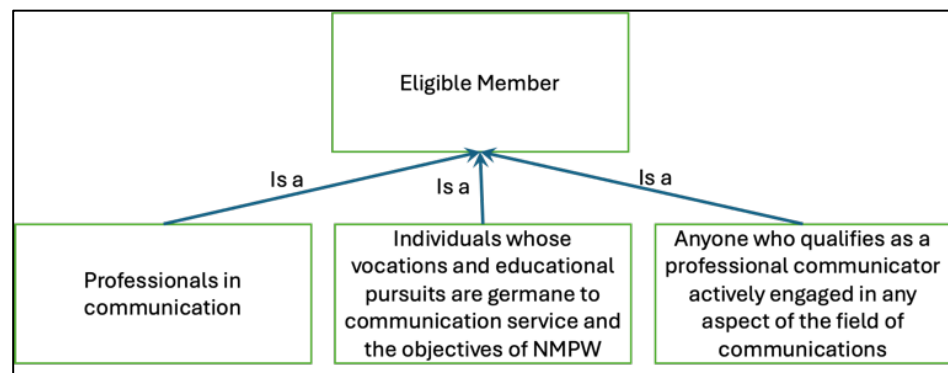 Eligible Member
Is a
Is a
Is a
Professionals in
communication
Individuals whose
vocations and educational
pursuits are germane to
communication service and
the objectives of NMPW
Anyone who qualifies as a
professional communicator
actively engaged in any
aspect of the field of
communications